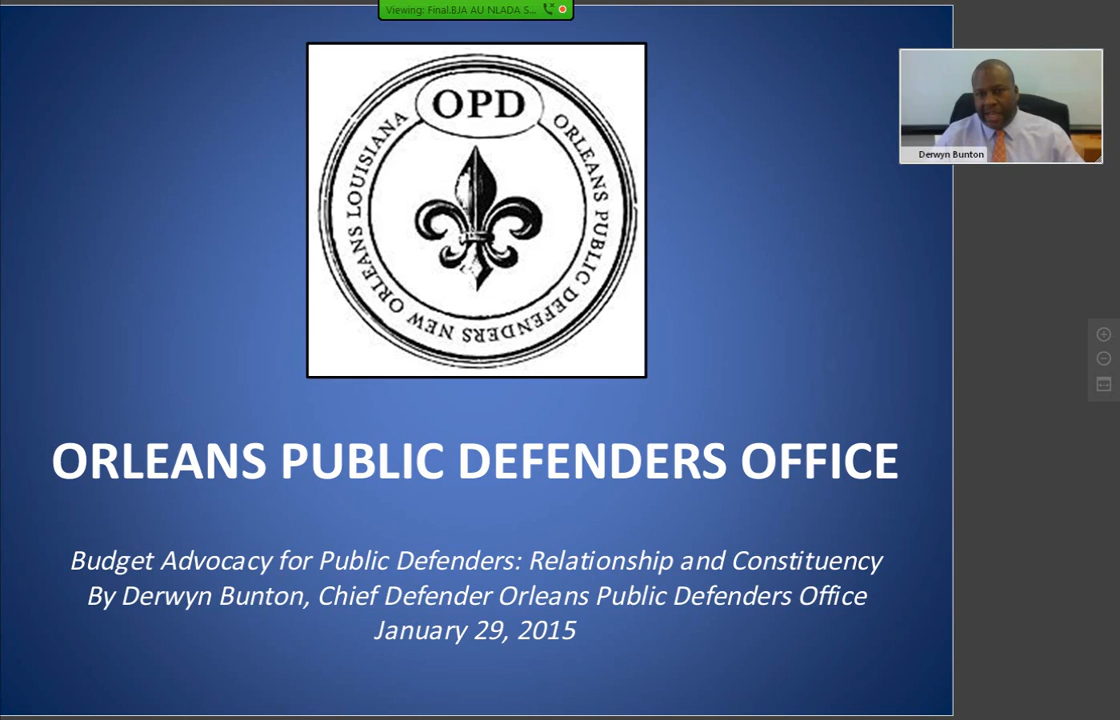 Viewing: Final.BJA AU NLADA S...
OPD
ORLEANS PUBLIC DEFENDERS NEW ORLEANS LOUISIANA
Derwyn Bunton
ORLEANS PUBLIC DEFENDERS OFFICE
Budget Advocacy for Public Defenders: Relationship and Constituency
By Derwyn Bunton, Chief Defender Orleans Public Defenders Office
January 29, 2015